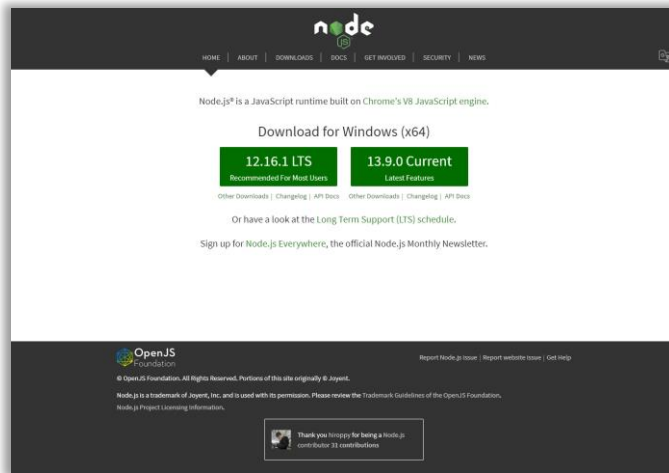 node
JS
HOME | ABOUT | DOWNLOADS | DOCS | GET INVOLVED | SECURITY | NEWS
Node.js® is a JavaScript runtime built on Chrome's V8 JavaScript engine.
Download for Windows (x64)
12.16.1 LTS
Recommended For Most Users
13.9.0 Current
Latest Features
Other Downloads | Changelog | API Docs
Other Downloads | Changelog | API Docs
Or have a look at the Long Term Support (LTS) schedule.
Sign up for Node.js Everywhere, the official Node.js Monthly Newsletter.
OpenJS
Foundation
Report Node.js issue | Report website issue | Get Help
© OpenJS Foundation. All Rights Reserved. Portions of this site originally © Joyent.
Node.js is a trademark of Joyent, Inc. and is used with its permission. Please review the Trademark Guidelines of the OpenJS Foundation.
Node.js Project Licensing Information.
Thank you hiroppy for being a Node.js
contributor 31 contributions